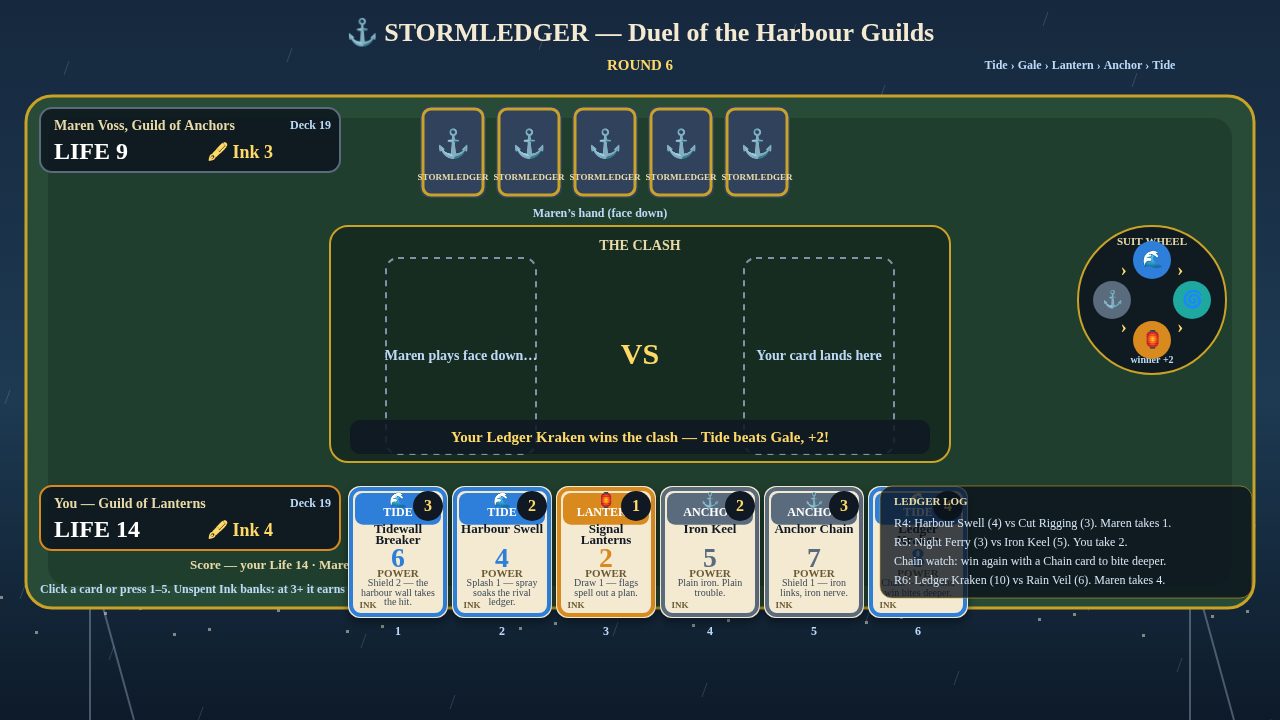 ⚓ STORMLEDGER — Duel of the Harbour Guilds
ROUND 6
Tide › Gale › Lantern › Anchor › Tide
Maren Voss, Guild of Anchors
Deck 19
LIFE 9
Ink 3
STORMLEDGER
STORMLEDGER
STORMLEDGER
STORMLEDGER
STORMLEDGER
Maren's hand (face down)
THE CLASH
Maren plays face down…
VS
Your card lands here
Your Ledger Kraken wins the clash — Tide beats Gale, +2!
SUIT WHEEL
winner +2
You — Guild of Lanterns
Deck 19
LIFE 14
Ink 4
Score — your Life 14 · Mare
Click a card or press 1–5. Unspent Ink banks: at 3+ it earns
TIDE
3
Tidewall
Breaker
6
POWER
Shield 2 — the
harbour wall takes
the hit.
INK
1
TIDE
2
Harbour Swell
4
POWER
Splash 1 — spray
soaks the rival
ledger.
INK
2
LANTE
1
Signal
Lanterns
2
POWER
Draw 1 — flags
spell out a plan.
INK
3
ANCHO
2
Iron Keel
5
POWER
Plain iron. Plain
trouble.
INK
4
ANCHO
3
Anchor Chain
7
POWER
Shield 1 — iron
links, iron nerve.
INK
5
TIDE
4
Ledger
POWER
win bites deeper.
INK
6
LEDGER LOG
R4: Harbour Swell (4) vs Cut Rigging (3). Maren takes 1.
R5: Night Ferry (3) vs Iron Keel (5). You take 2.
Chain watch: win again with a Chain card to bite deeper.
R6: Ledger Kraken (10) vs Rain Veil (6). Maren takes 4.